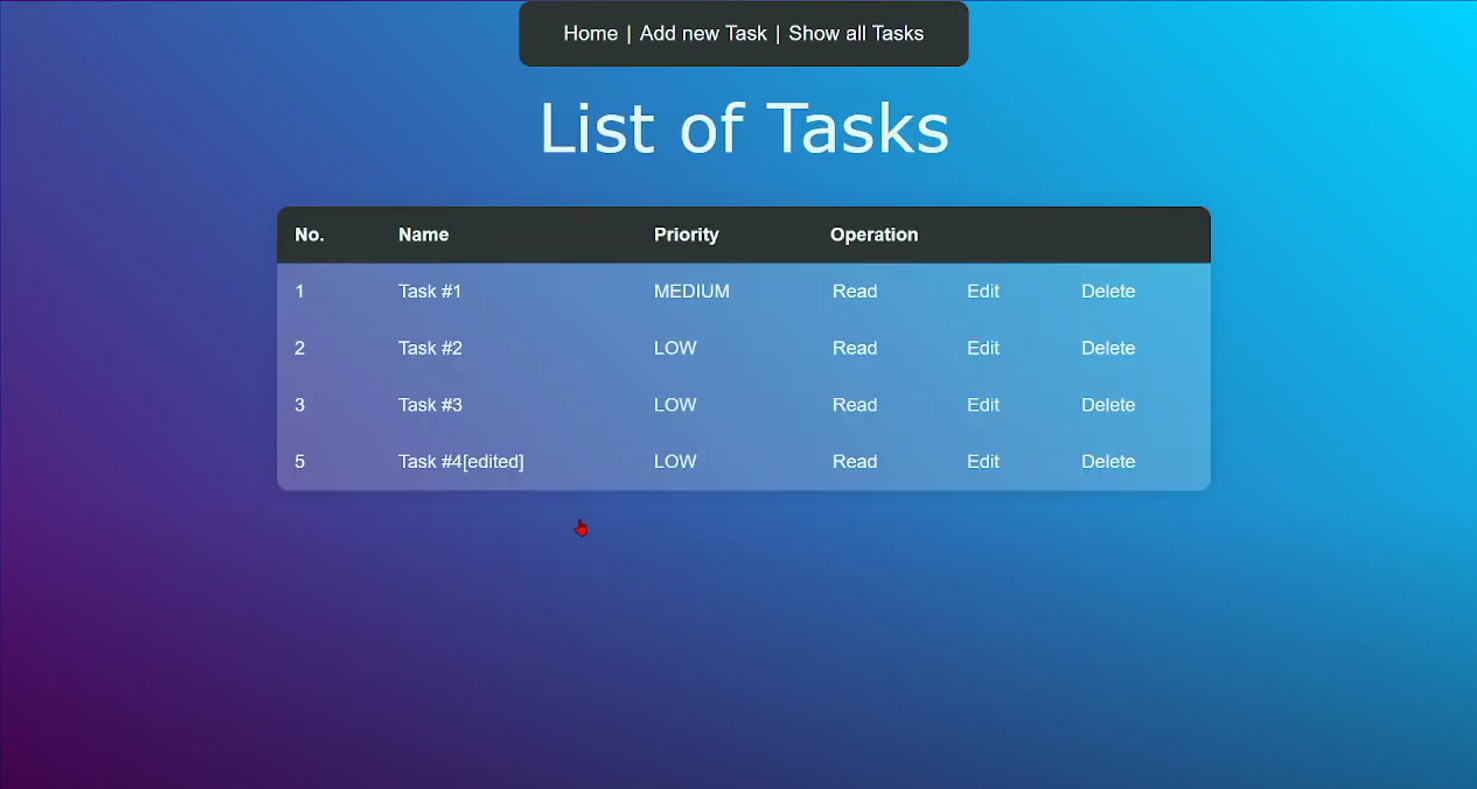 Home | Add new Task | Show all Tasks
List of Tasks
No. Name Priority Operation
1 Task #1 MEDIUM Read Edit Delete
2 Task #2 LOW Read Edit Delete
3 Task #3 LOW Read Edit Delete
5 Task #4[edited] LOW Read Edit Delete